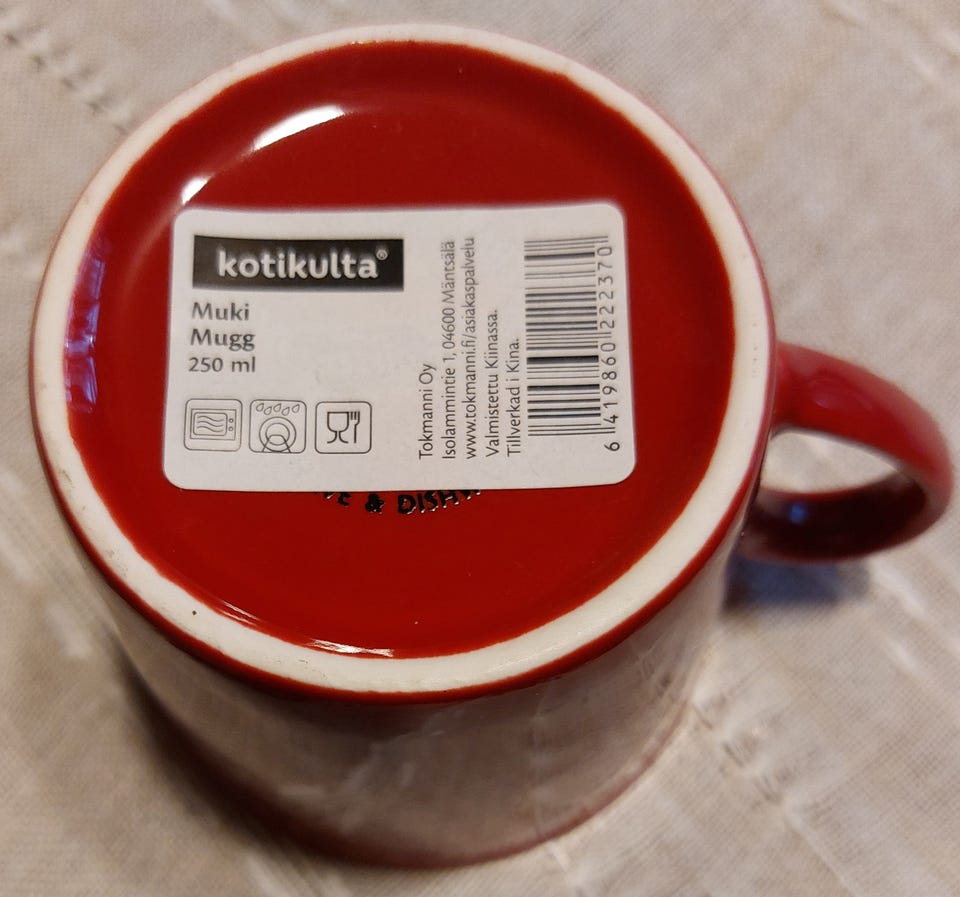 kotikulta®
Muki
Mugg
250 ml
Tokmanni Oy
Isolammintie 1, 04600 Mäntsälä
www.tokmanni.fi/asiakaspalvelu
Valmistettu Kiinassa.
Tillverkad i Kina.
6 419860 222370
& DISHW